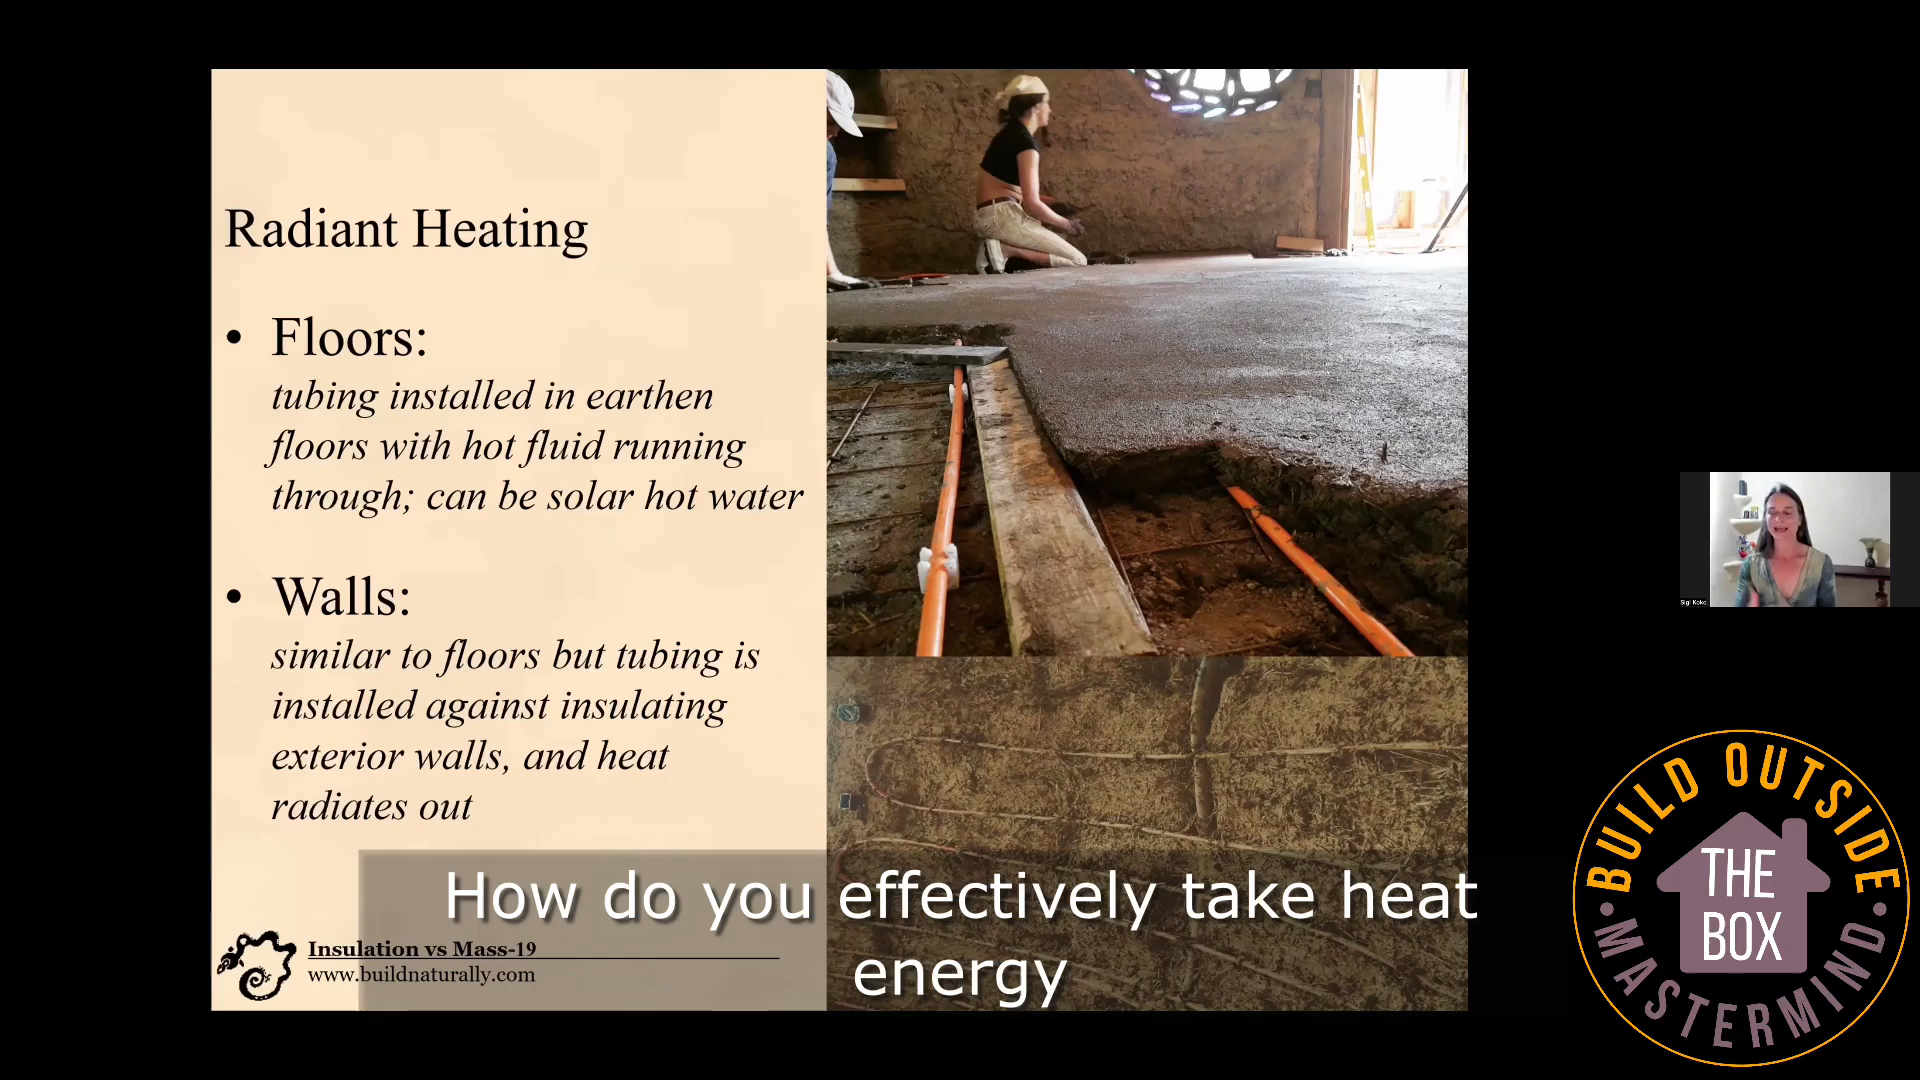 Radiant Heating
• Floors:
tubing installed in earthen
floors with hot fluid running
through; can be solar hot water
• Walls:
similar to floors but tubing is
installed against insulating
exterior walls, and heat
radiates out
How do you effectively take heat
energy
Insulation vs Mass-19
www.buildnaturally.com
Sigi Koko
BUILD OUTSIDE
THE
BOX
• MASTERMIND •